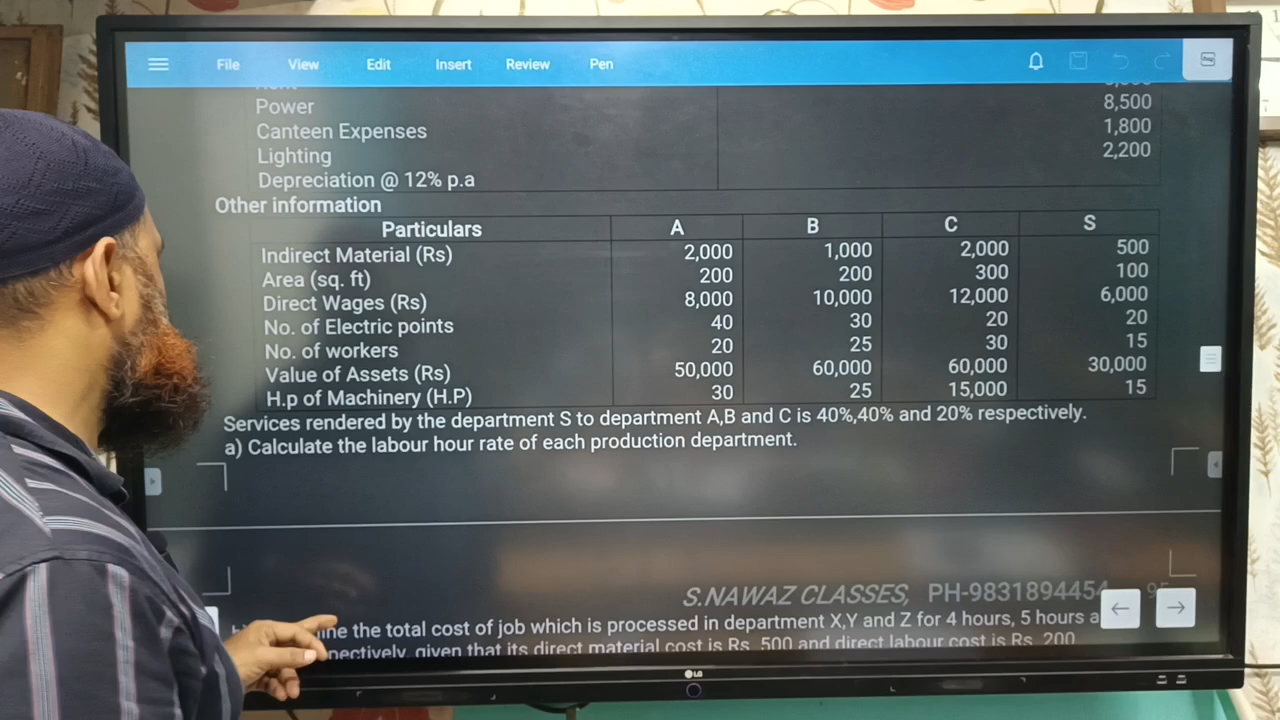 File View Edit Insert Review Pen
Power 8,500
Canteen Expenses 1,800
Lighting 2,200
Depreciation @ 12% p.a
Other information
Particulars A B C S
Indirect Material (Rs) 2,000 1,000 2,000 500
Area (sq. ft) 200 200 300 100
Direct Wages (Rs) 8,000 10,000 12,000 6,000
No. of Electric points 40 30 20 20
No. of workers 20 25 30 15
Value of Assets (Rs) 50,000 60,000 60,000 30,000
H.p of Machinery (H.P) 30 25 15,000 15
Services rendered by the department S to department A,B and C is 40%,40% and 20% respectively.
a) Calculate the labour hour rate of each production department.
S.NAWAZ CLASSES, PH-9831894454
the total cost of job which is processed in department X,Y and Z for 4 hours, 5 hours
given that its direct material cost is Rs. 500 and direct labour cost is Rs. 200
LG